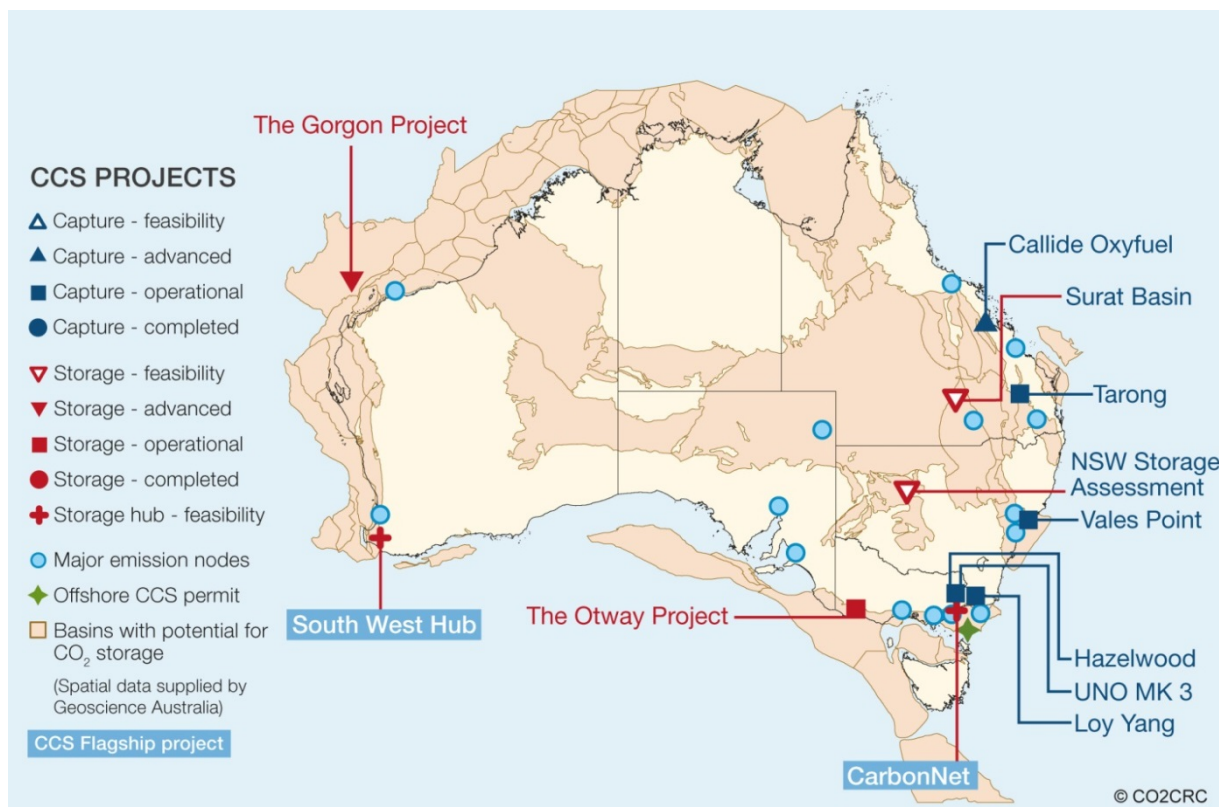 The Gorgon Project
CCS PROJECTS
Capture - feasibility
Capture - advanced
Capture - operational
Capture - completed
Storage - feasibility
Storage - advanced
Storage - operational
Storage - completed
Storage hub - feasibility
Major emission nodes
Offshore CCS permit
Basins with potential for
CO2 storage
(Spatial data supplied by
Geoscience Australia)
CCS Flagship project
South West Hub
The Otway Project
CarbonNet
Callide Oxyfuel
Surat Basin
Tarong
NSW Storage
Assessment
Vales Point
Hazelwood
UNO MK 3
Loy Yang
© CO2CRC